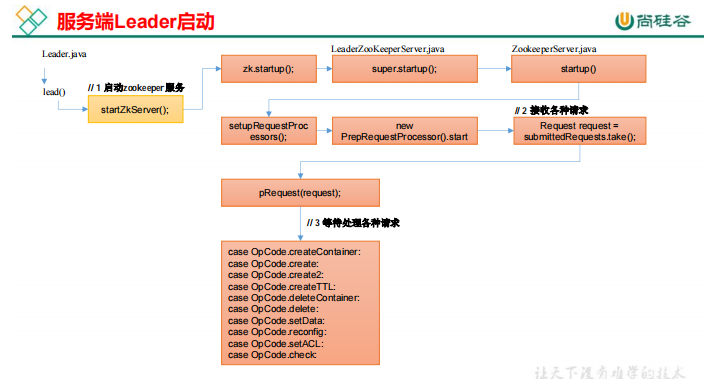 服务端Leader启动
尚硅谷
Leader.java
LeaderZooKeeperServer.java
ZookeeperServer.java
lead()
// 1 启动zookeeper服务
startZkServer();
zk.startup();
super.startup();
startup()
setupRequestProc
essors();
new
PrepRequestProcessor().start
// 2 接收各种请求
Request request =
submittedRequests.take();
pRequest(request);
// 3 等待处理各种请求
case OpCode.createContainer:
case OpCode.create:
case OpCode.create2:
case OpCode.createTTL:
case OpCode.deleteContainer:
case OpCode.delete:
case OpCode.setData:
case OpCode.reconfig:
case OpCode.setACL:
case OpCode.check:
让天下没有难学的技术